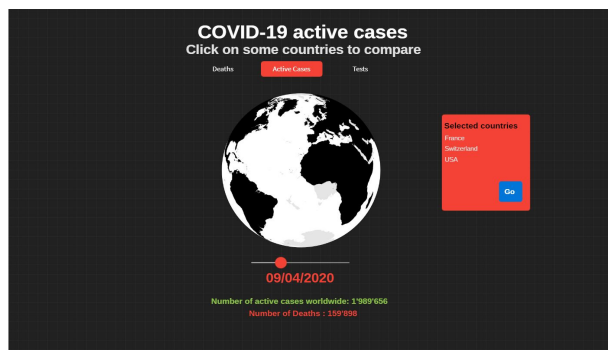 COVID-19 active cases
Click on some countries to compare
Deaths Active Cases Tests
Selected countries
France
Switzerland
USA
Go
09/04/2020
Number of active cases worldwide: 1'989'656
Number of Deaths : 159'898